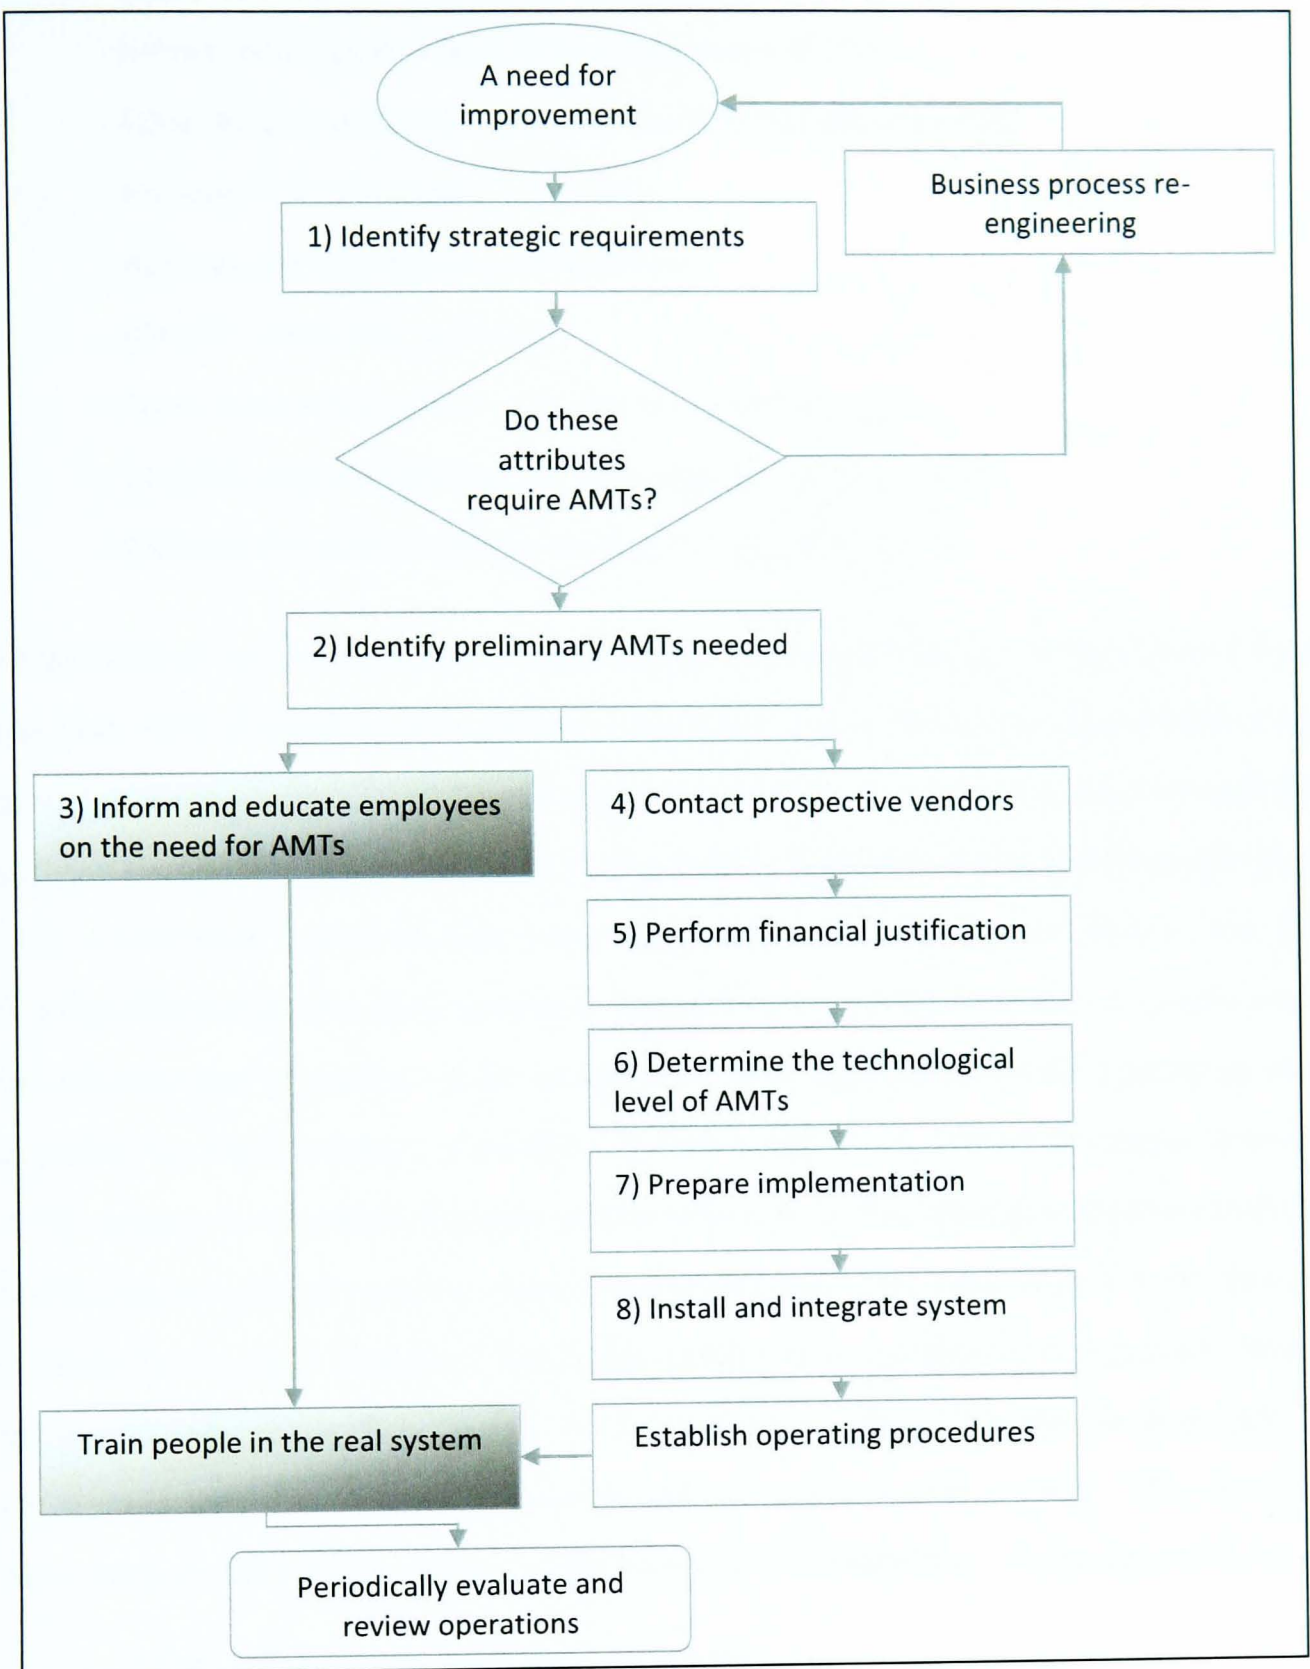 A need for
improvement
Business process re-
engineering
1) Identify strategic requirements
Do these
attributes
require AMTs?
2) Identify preliminary AMTs needed
3) Inform and educate employees
on the need for AMTs
4) Contact prospective vendors
5) Perform financial justification
6) Determine the technological
level of AMTs
7) Prepare implementation
8) Install and integrate system
Establish operating procedures
Train people in the real system
Periodically evaluate and
review operations